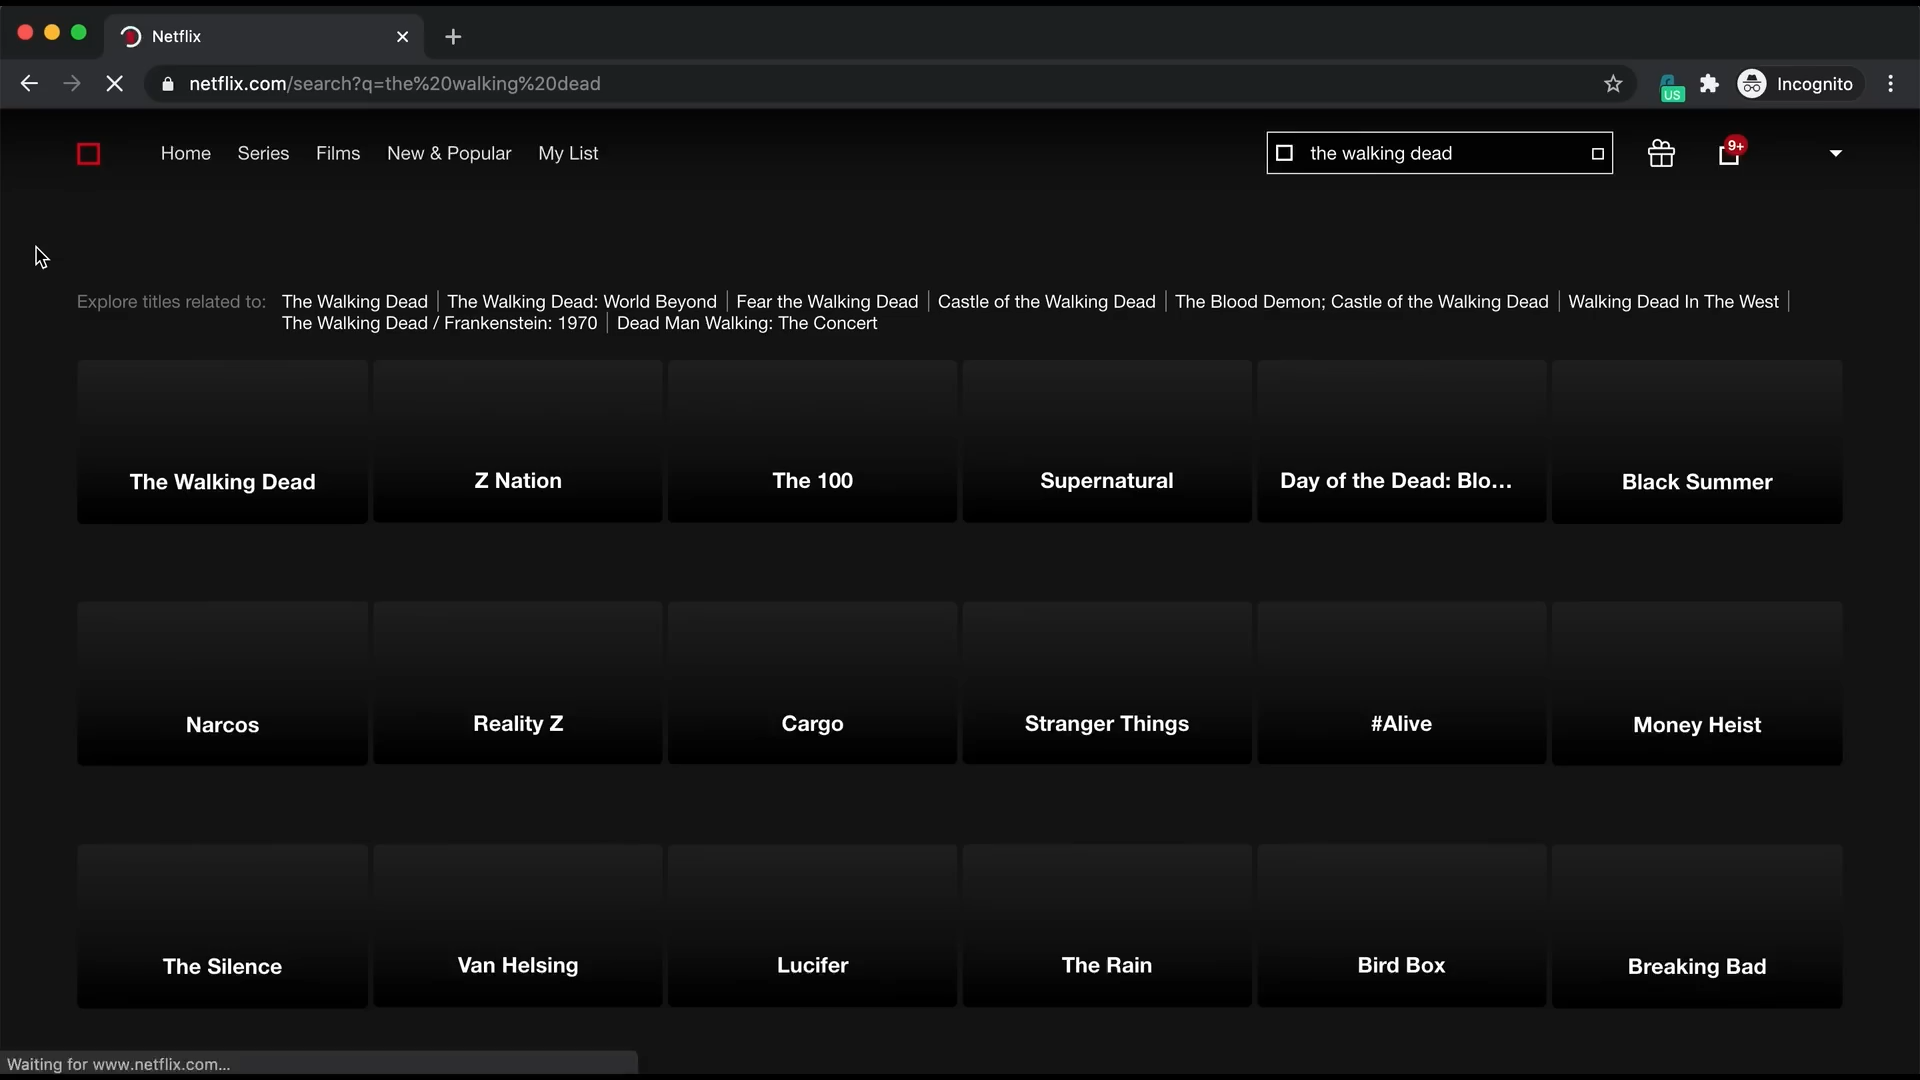 Netflix
netflix.com/search?q=the%20walking%20dead
US
Incognito
Home Series Films New & Popular My List
the walking dead
9+
Explore titles related to: The Walking Dead | The Walking Dead: World Beyond | Fear the Walking Dead | Castle of the Walking Dead | The Blood Demon; Castle of the Walking Dead | Walking Dead In The West |
The Walking Dead / Frankenstein: 1970 | Dead Man Walking: The Concert
The Walking Dead Z Nation The 100 Supernatural Day of the Dead: Blo... Black Summer
Narcos Reality Z Cargo Stranger Things #Alive Money Heist
The Silence Van Helsing Lucifer The Rain Bird Box Breaking Bad
Waiting for www.netflix.com...